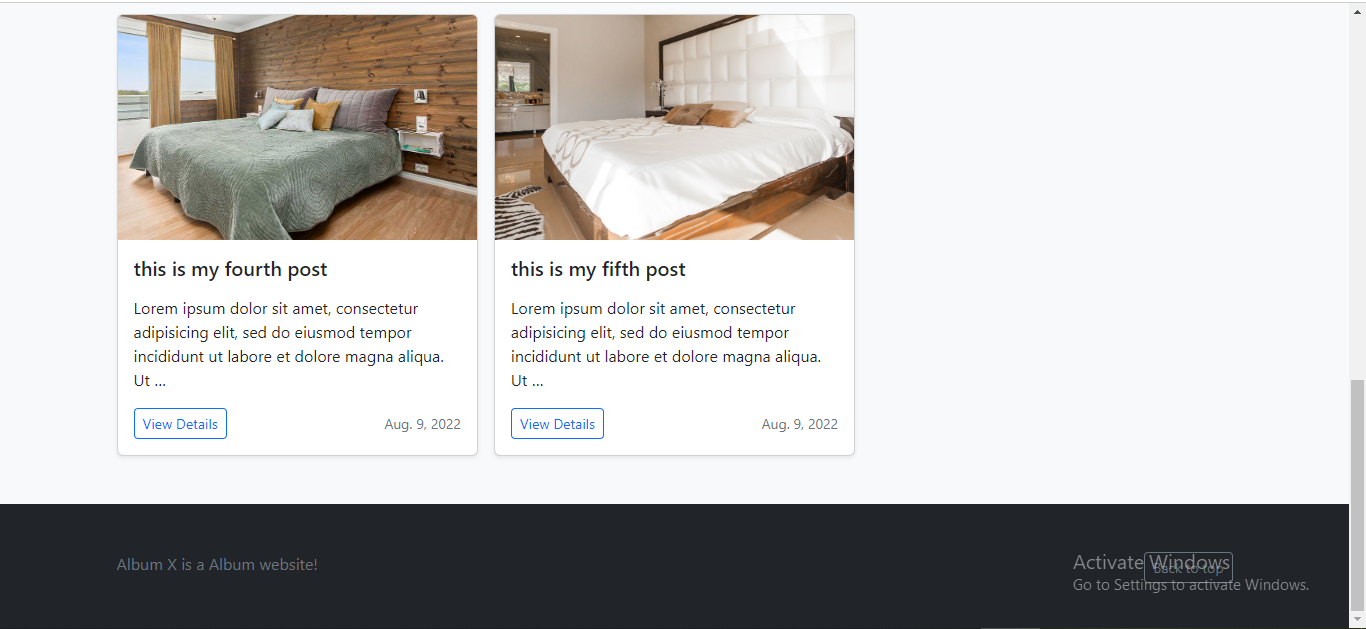 this is my fourth post
Lorem ipsum dolor sit amet, consectetur
adipisicing elit, sed do eiusmod tempor
incididunt ut labore et dolore magna aliqua.
Ut ...
View Details
Aug. 9, 2022
this is my fifth post
Lorem ipsum dolor sit amet, consectetur
adipisicing elit, sed do eiusmod tempor
incididunt ut labore et dolore magna aliqua.
Ut ...
View Details
Aug. 9, 2022
Album X is a Album website!
Back to top
Activate Windows
Go to Settings to activate Windows.